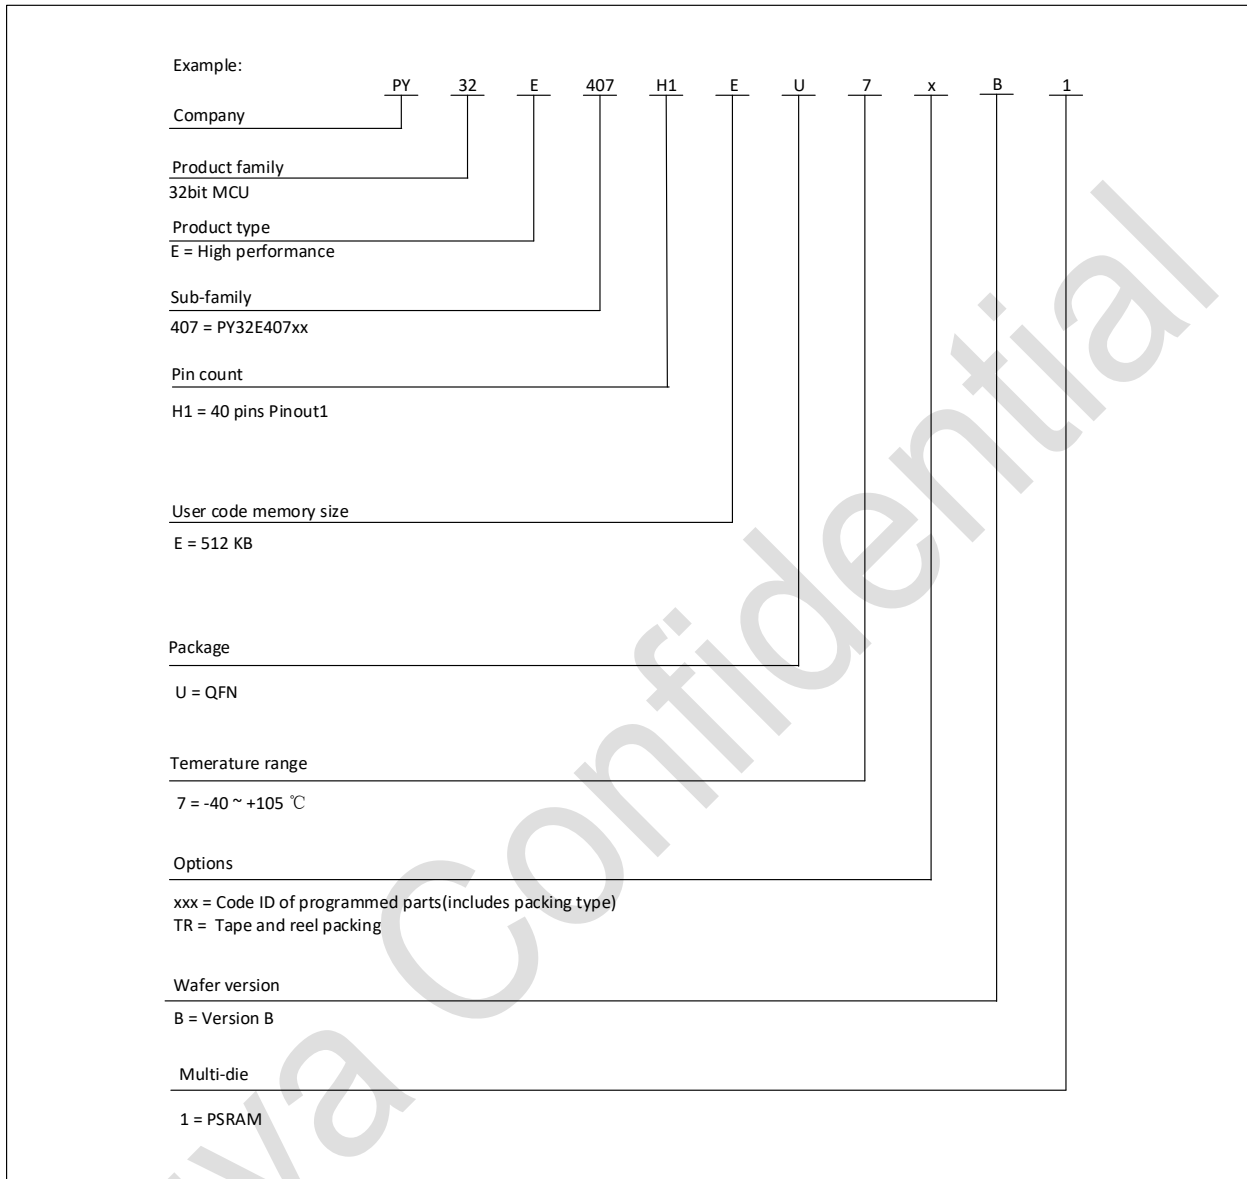 Example:
PY 32 E 407 H1 E U 7 x B 1
Company
Product family
32bit MCU
Product type
E = High performance
Sub-family
407 = PY32E407xx
Pin count
H1 = 40 pins Pinout1
User code memory size
E = 512 KB
Package
U = QFN
Temerature range
7 = -40 ~ +105 ℃
Options
xxx = Code ID of programmed parts(includes packing type)
TR = Tape and reel packing
Wafer version
B = Version B
Multi-die
1 = PSRAM
ya Confidential